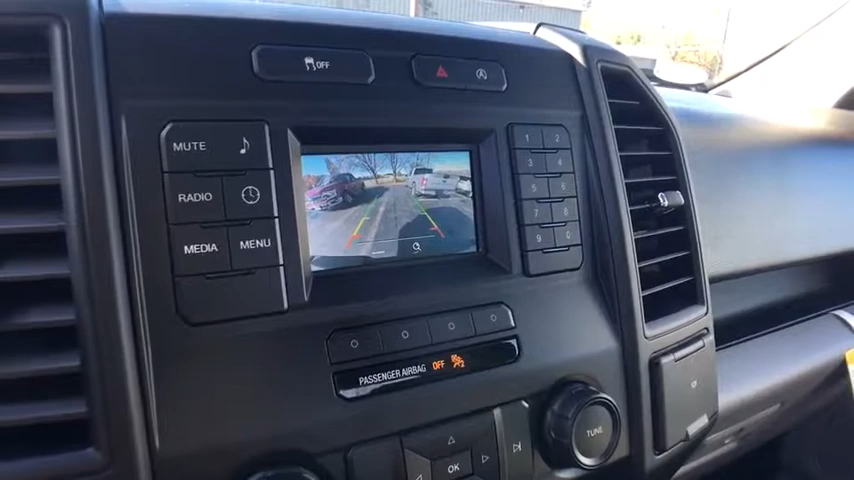 OFF
MUTE
1 2
3 4
RADIO
5 6
MEDIA MENU
7 8
9 0
PASSENGER AIRBAG OFF
TUNE
OK